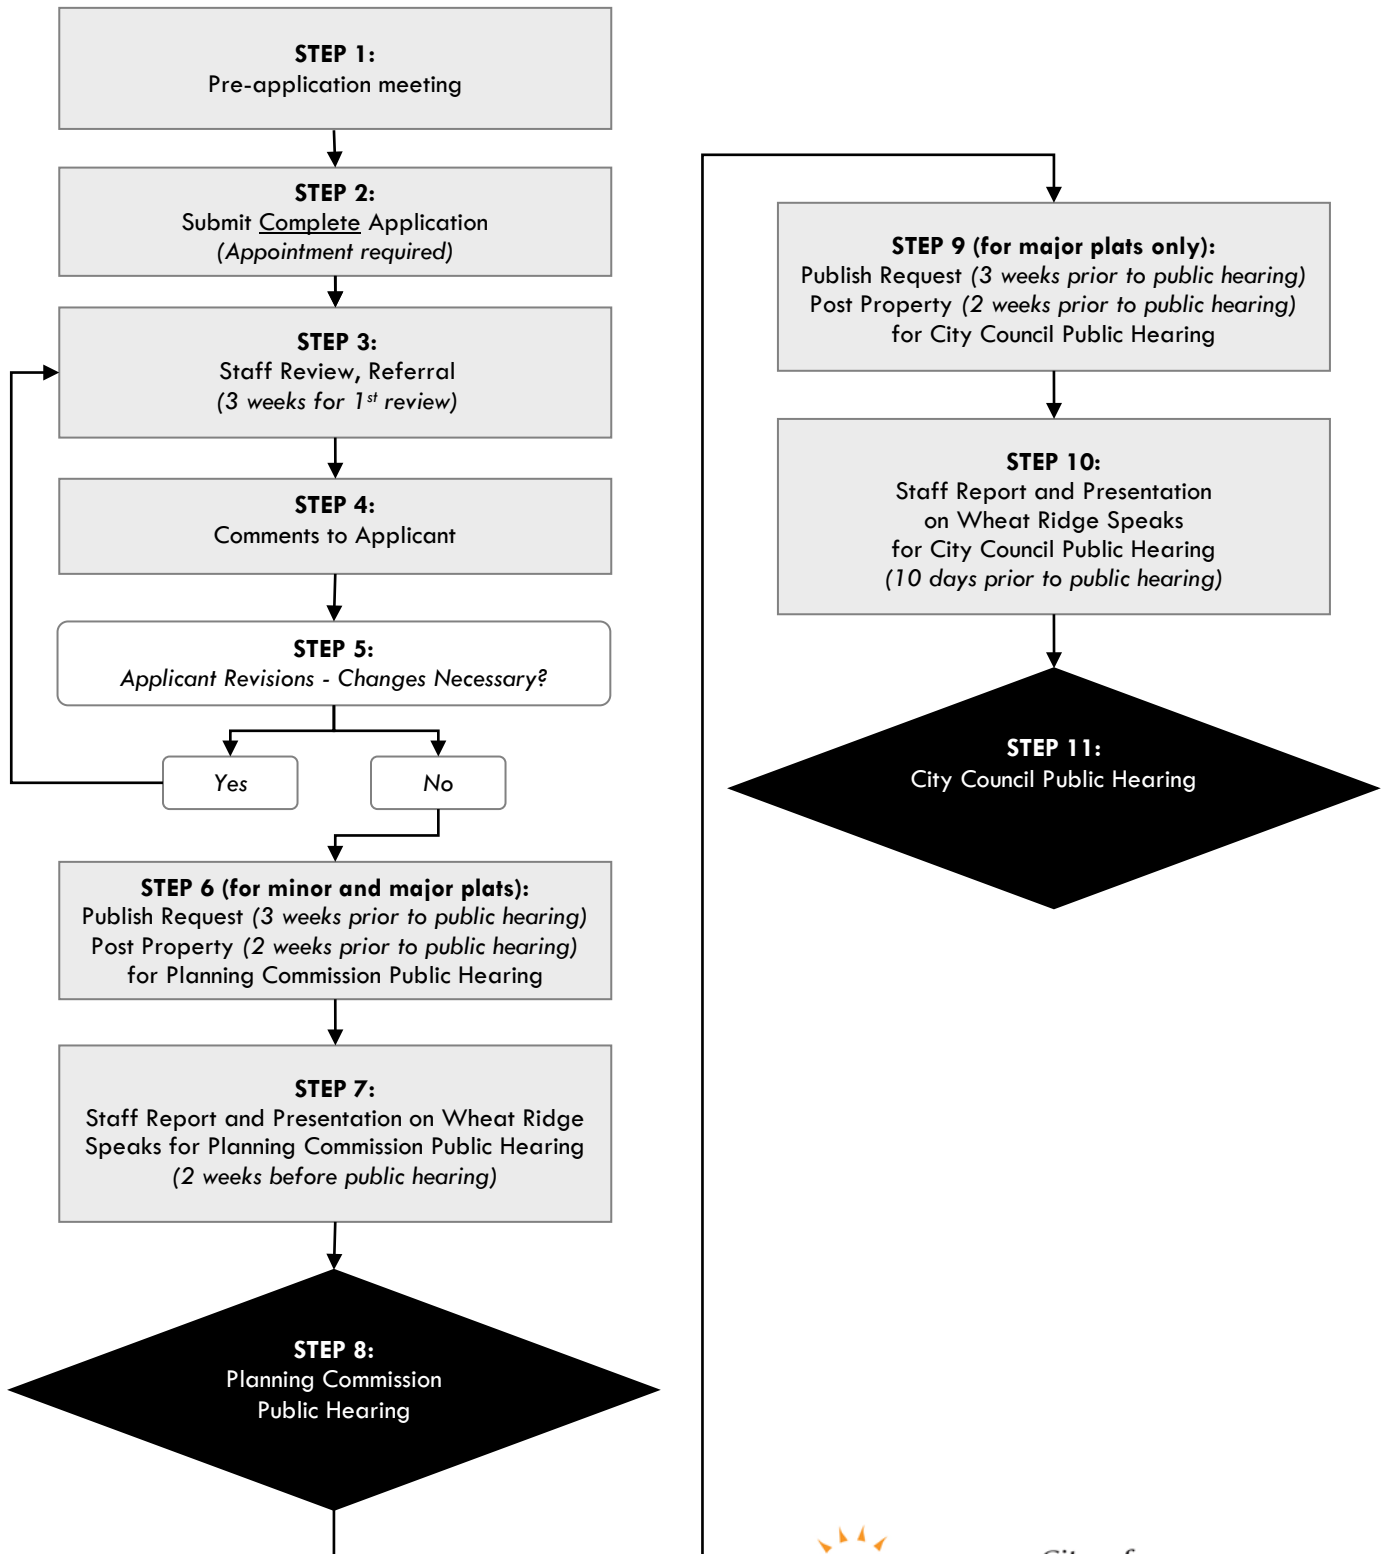 STEP 1:
Pre-application meeting
STEP 2:
Submit Complete Application
(Appointment required)
STEP 3:
Staff Review, Referral
(3 weeks for 1st review)
STEP 4:
Comments to Applicant
STEP 5:
Applicant Revisions - Changes Necessary?
Yes
No
STEP 6 (for minor and major plats):
Publish Request (3 weeks prior to public hearing)
Post Property (2 weeks prior to public hearing)
for Planning Commission Public Hearing
STEP 7:
Staff Report and Presentation on Wheat Ridge
Speaks for Planning Commission Public Hearing
(2 weeks before public hearing)
STEP 8:
Planning Commission
Public Hearing
STEP 9 (for major plats only):
Publish Request (3 weeks prior to public hearing)
Post Property (2 weeks prior to public hearing)
for City Council Public Hearing
STEP 10:
Staff Report and Presentation
on Wheat Ridge Speaks
for City Council Public Hearing
(10 days prior to public hearing)
STEP 11:
City Council Public Hearing